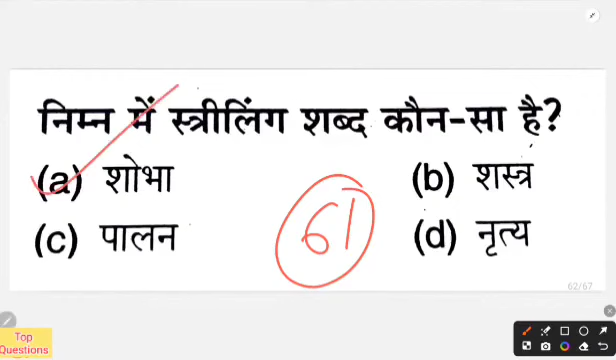 निम्न में स्त्रीलिंग शब्द कौन-सा है?
(a) शोभा (b) शस्त्र
(c) पालन (d) नृत्य
61
62/67
Top
Questions